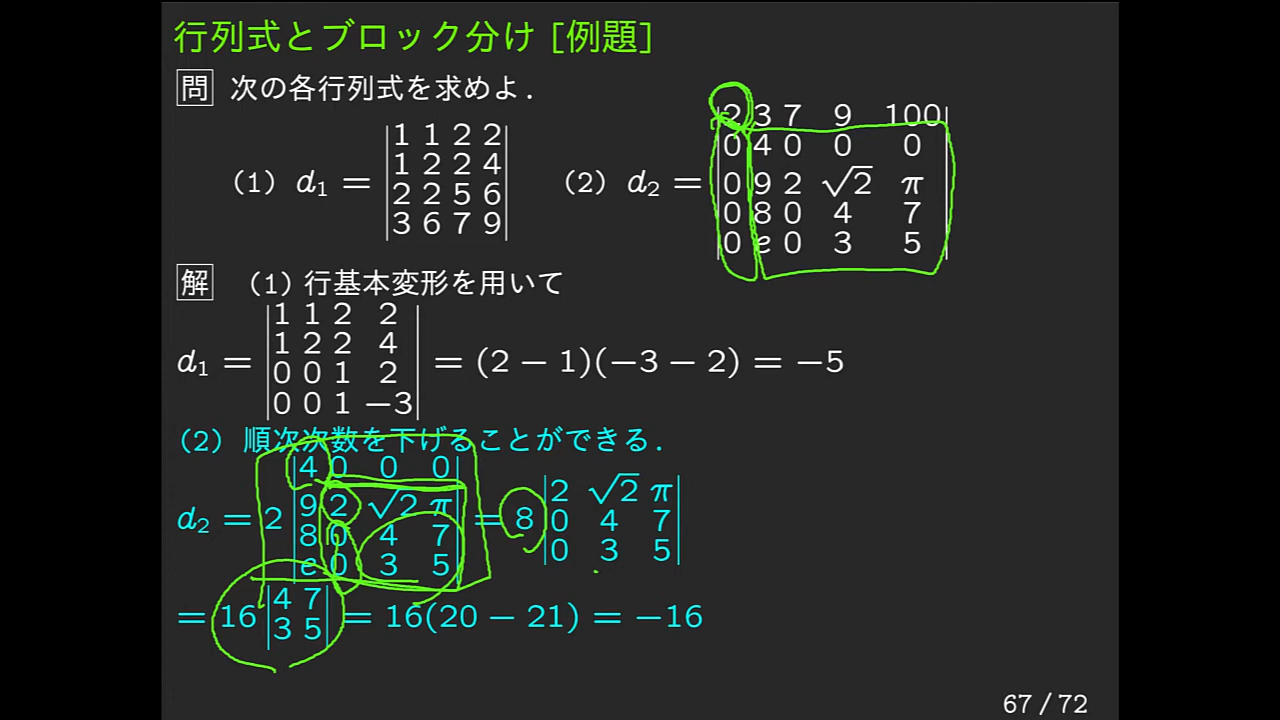 行列式とブロック分け [例題]
問 次の各行列式を求めよ.
(1) d₁ = |1 1 2 2|
|1 2 2 4|
|2 2 5 6|
|3 6 7 9|
(2) d₂ = |2 3 7 9 100|
|0 4 0 0 0|
|0 9 2 √2 π|
|0 8 0 4 7|
|0 e 0 3 5|
解 (1) 行基本変形を用いて
d₁ = |1 1 2 2|
|1 2 2 4|
|0 0 1 2|
|0 0 1 −3|
= (2 − 1)(−3 − 2) = −5
(2) 順次次数を下げることができる.
d₂ = 2 |4 0 0 0|
|9 2 √2 π|
|8 0 4 7|
|e 0 3 5|
= 8 |2 √2 π|
|0 4 7|
|0 3 5|
= 16 |4 7|
|3 5|
= 16(20 − 21) = −16
67 / 72